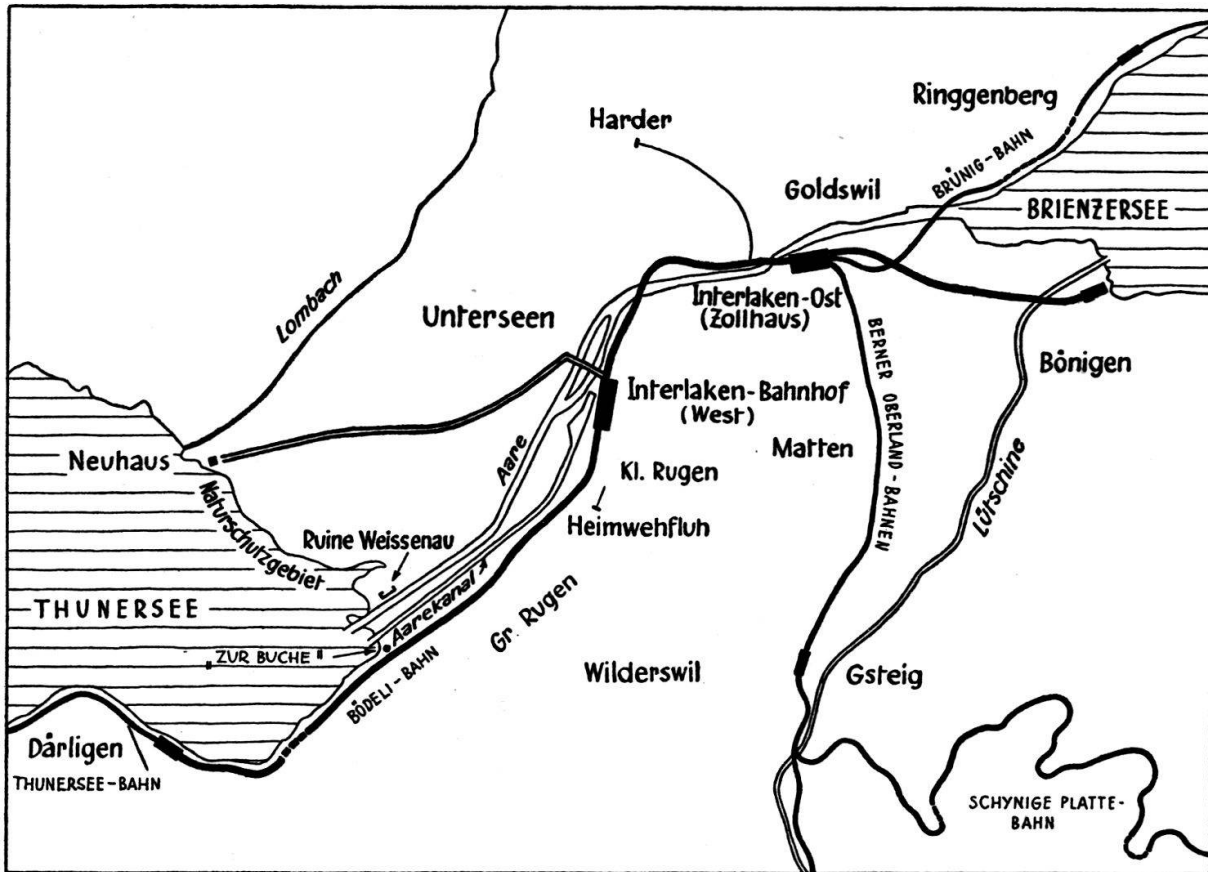 Ringgenberg
Harder
BRÜNIG-BAHN
Goldswil
BRIENZERSEE
Lombach
Unterseen
Interlaken-Ost
(Zollhaus)
BERNER OBERLAND-BAHNEN
Bönigen
Interlaken-Bahnhof
(West)
Aare
Matten
Neuhaus
Kl. Rugen
Lütschine
Naturschutzgebiet
Heimwehfluh
Ruine Weissenau
THUNERSEE
Aarekanal
Gr. Rugen
"ZUR BUCHE"
BÖDELI-BAHN
Wilderswil
Gsteig
Därligen
THUNERSEE-BAHN
SCHYNIGE PLATTE-
BAHN